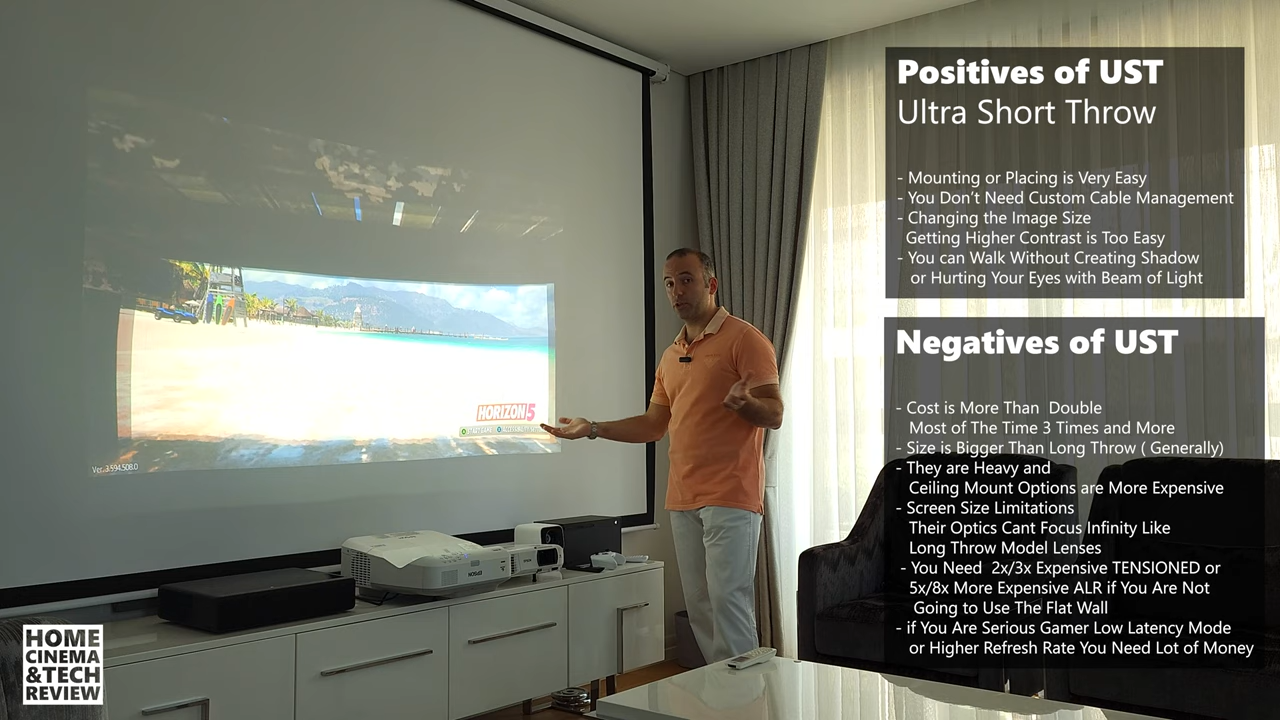 Positives of UST
Ultra Short Throw
- Mounting or Placing is Very Easy
- You Don't Need Custom Cable Management
- Changing the Image Size
Getting Higher Contrast is Too Easy
- You can Walk Without Creating Shadow
or Hurting Your Eyes with Beam of Light
Negatives of UST
- Cost is More Than Double
Most of The Time 3 Times and More
- Size is Bigger Than Long Throw ( Generally)
- They are Heavy and
Ceiling Mount Options are More Expensive
- Screen Size Limitations
Their Optics Cant Focus Infinity Like
Long Throw Model Lenses
- You Need 2x/3x Expensive TENSIONED or
5x/8x More Expensive ALR if You Are Not
Going to Use The Flat Wall
- if You Are Serious Gamer Low Latency Mode
or Higher Refresh Rate You Need Lot of Money
HORIZON 5
Ver. 3.594.508.0
EPSON
HOME
CINEMA
&TECH
REVIEW